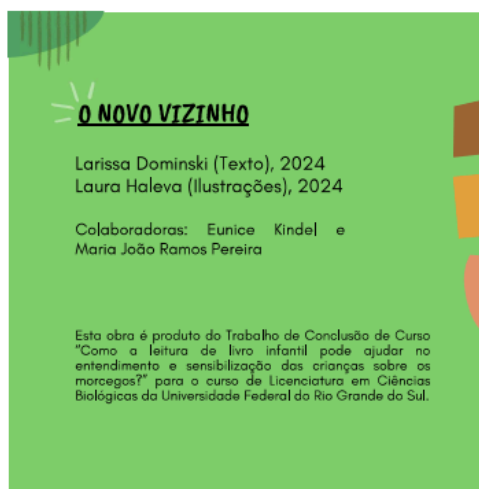 O NOVO VIZINHO
Larissa Dominski (Texto), 2024
Laura Haleva (Ilustrações), 2024
Colaboradoras: Eunice Kindel e
Maria João Ramos Pereira
Esta obra é produto do Trabalho de Conclusão de Curso
"Como a leitura de livro infantil pode ajudar no
entendimento e sensibilização das crianças sobre os
morcegos?" para o curso de Licenciatura em Ciências
Biológicas da Universidade Federal do Rio Grande do Sul.